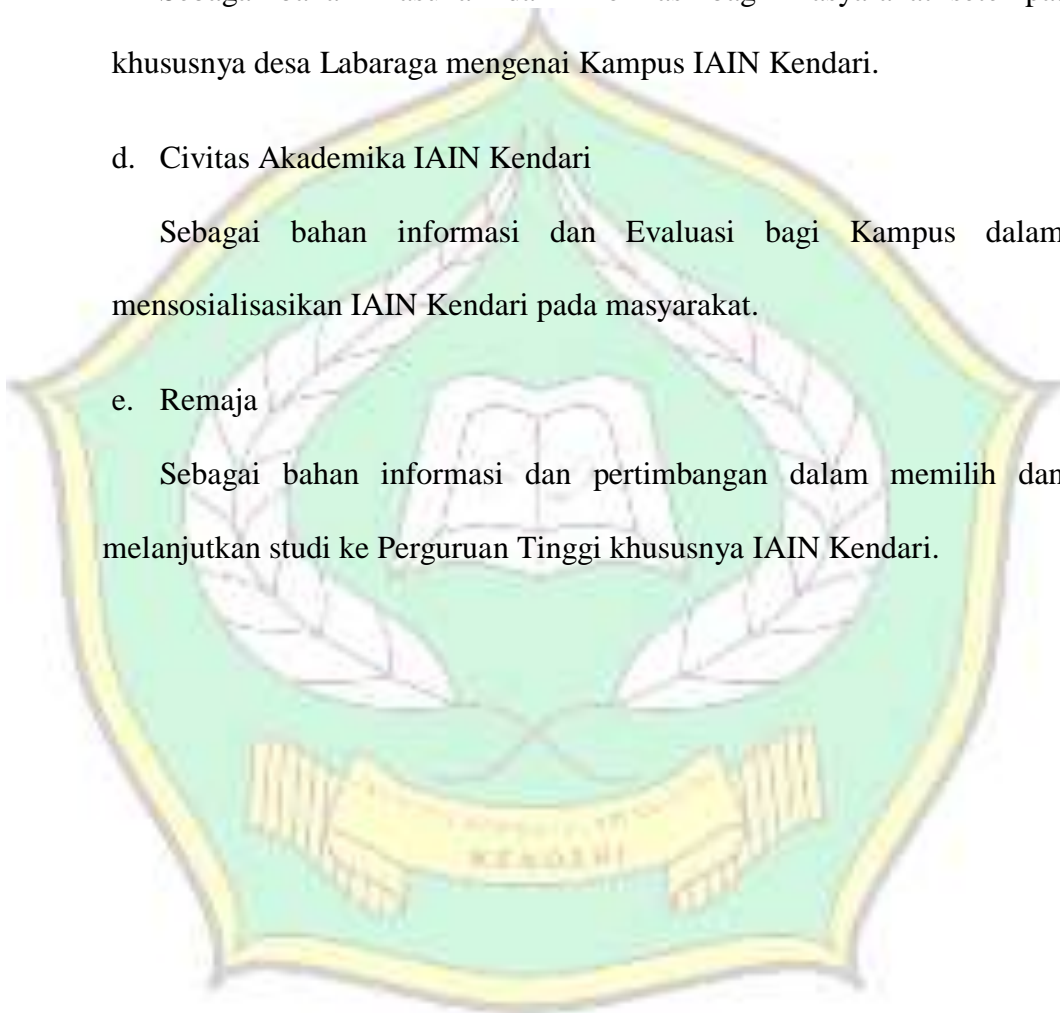 khususnya desa Labaraga mengenai Kampus IAIN Kendari.
d. Civitas Akademika IAIN Kendari
Sebagai bahan informasi dan Evaluasi bagi Kampus dalam
mensosialisasikan IAIN Kendari pada masyarakat.
e. Remaja
Sebagai bahan informasi dan pertimbangan dalam memilih dan
melanjutkan studi ke Perguruan Tinggi khususnya IAIN Kendari.
KENDARI